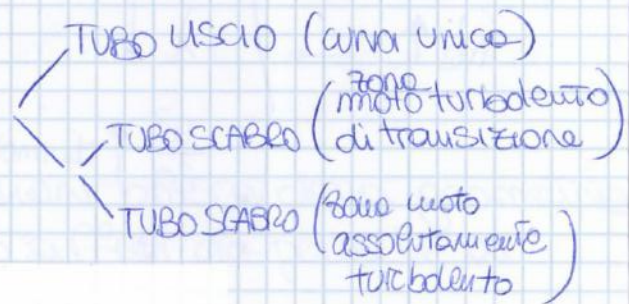 TUBO LISCIO (curva unica)
TUBO SCABRO (zona moto turbolento di transizione)
TUBO SCABRO (zona moto assolutamente turbolento)